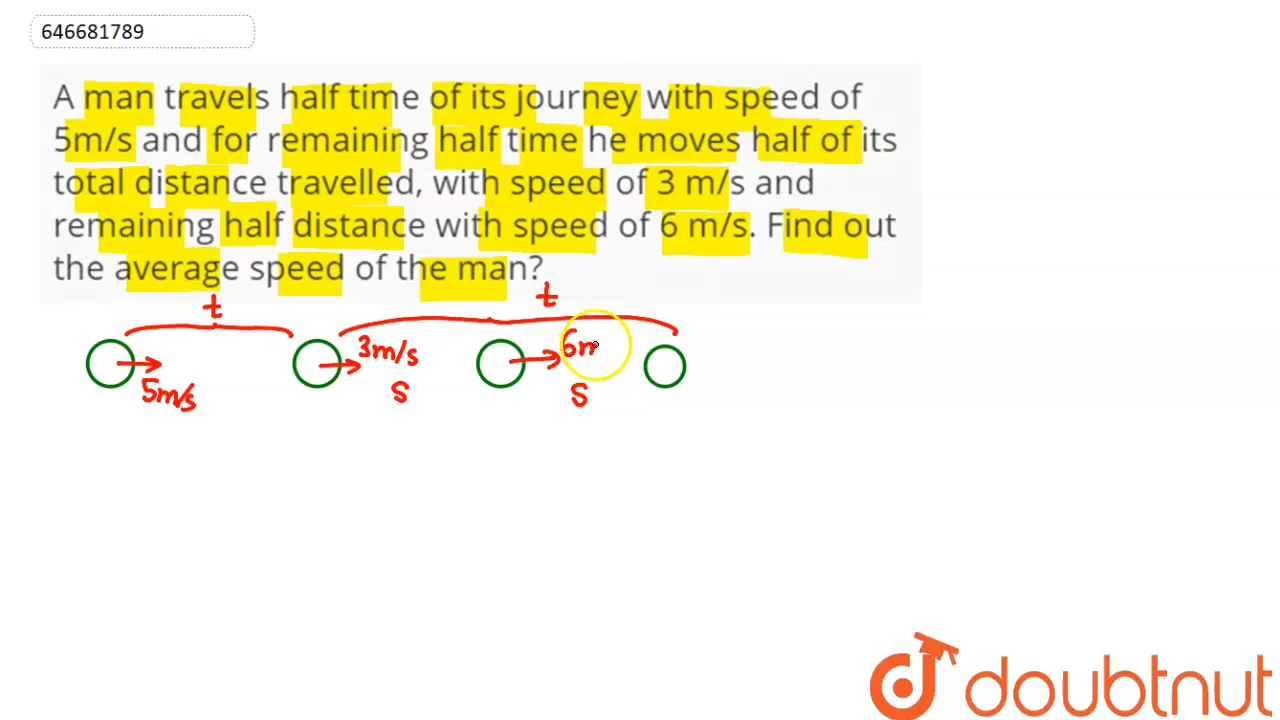 646681789
A man travels half time of its journey with speed of
5m/s and for remaining half time he moves half of its
total distance travelled, with speed of 3 m/s and
remaining half distance with speed of 6 m/s. Find out
the average speed of the man?
t t
3m/s 6m
5m/s S S
doubtnut